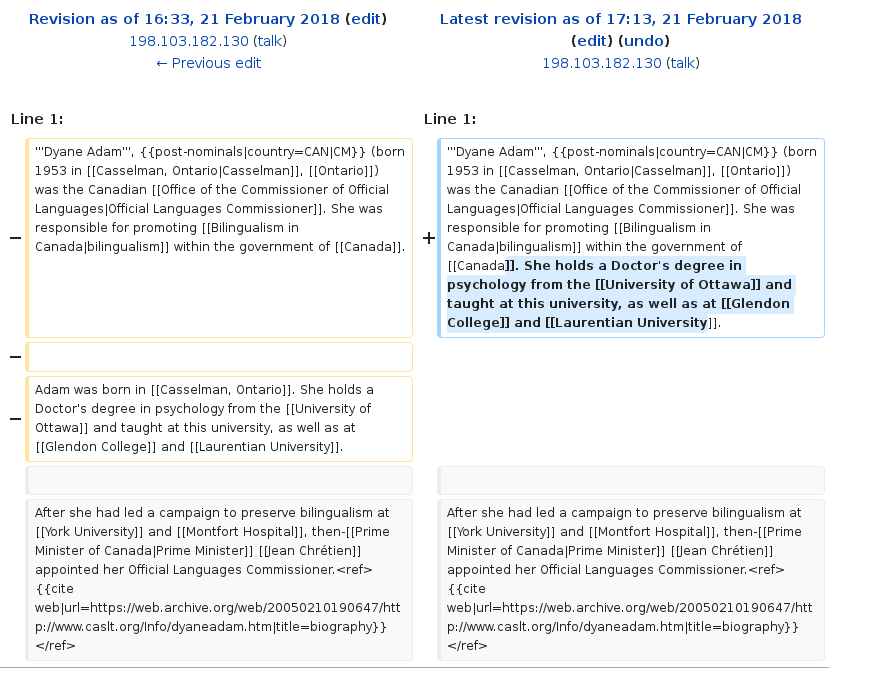 Revision as of 16:33, 21 February 2018 (edit)
198.103.182.130 (talk)
← Previous edit
Latest revision as of 17:13, 21 February 2018
(edit) (undo)
198.103.182.130 (talk)
Line 1:
Line 1:
−
'''Dyane Adam''', {{post-nominals|country=CAN|CM}} (born
1953 in [[Casselman, Ontario|Casselman]], [[Ontario]])
was the Canadian [[Office of the Commissioner of Official
Languages|Official Languages Commissioner]]. She was
responsible for promoting [[Bilingualism in
Canada|bilingualism]] within the government of [[Canada]].
+
'''Dyane Adam''', {{post-nominals|country=CAN|CM}} (born
1953 in [[Casselman, Ontario|Casselman]], [[Ontario]])
was the Canadian [[Office of the Commissioner of Official
Languages|Official Languages Commissioner]]. She was
responsible for promoting [[Bilingualism in
Canada|bilingualism]] within the government of
[[Canada]]. She holds a Doctor's degree in
psychology from the [[University of Ottawa]] and
taught at this university, as well as at [[Glendon
College]] and [[Laurentian University]].
−
−
Adam was born in [[Casselman, Ontario]]. She holds a
Doctor's degree in psychology from the [[University of
Ottawa]] and taught at this university, as well as at
[[Glendon College]] and [[Laurentian University]].
After she had led a campaign to preserve bilingualism at
[[York University]] and [[Montfort Hospital]], then-[[Prime
Minister of Canada|Prime Minister]] [[Jean Chrétien]]
appointed her Official Languages Commissioner.<ref>
{{cite
web|url=https://web.archive.org/web/20050210190647/htt
p://www.caslt.org/Info/dyaneadam.htm|title=biography}}
</ref>
After she had led a campaign to preserve bilingualism at
[[York University]] and [[Montfort Hospital]], then-[[Prime
Minister of Canada|Prime Minister]] [[Jean Chrétien]]
appointed her Official Languages Commissioner.<ref>
{{cite
web|url=https://web.archive.org/web/20050210190647/htt
p://www.caslt.org/Info/dyaneadam.htm|title=biography}}
</ref>